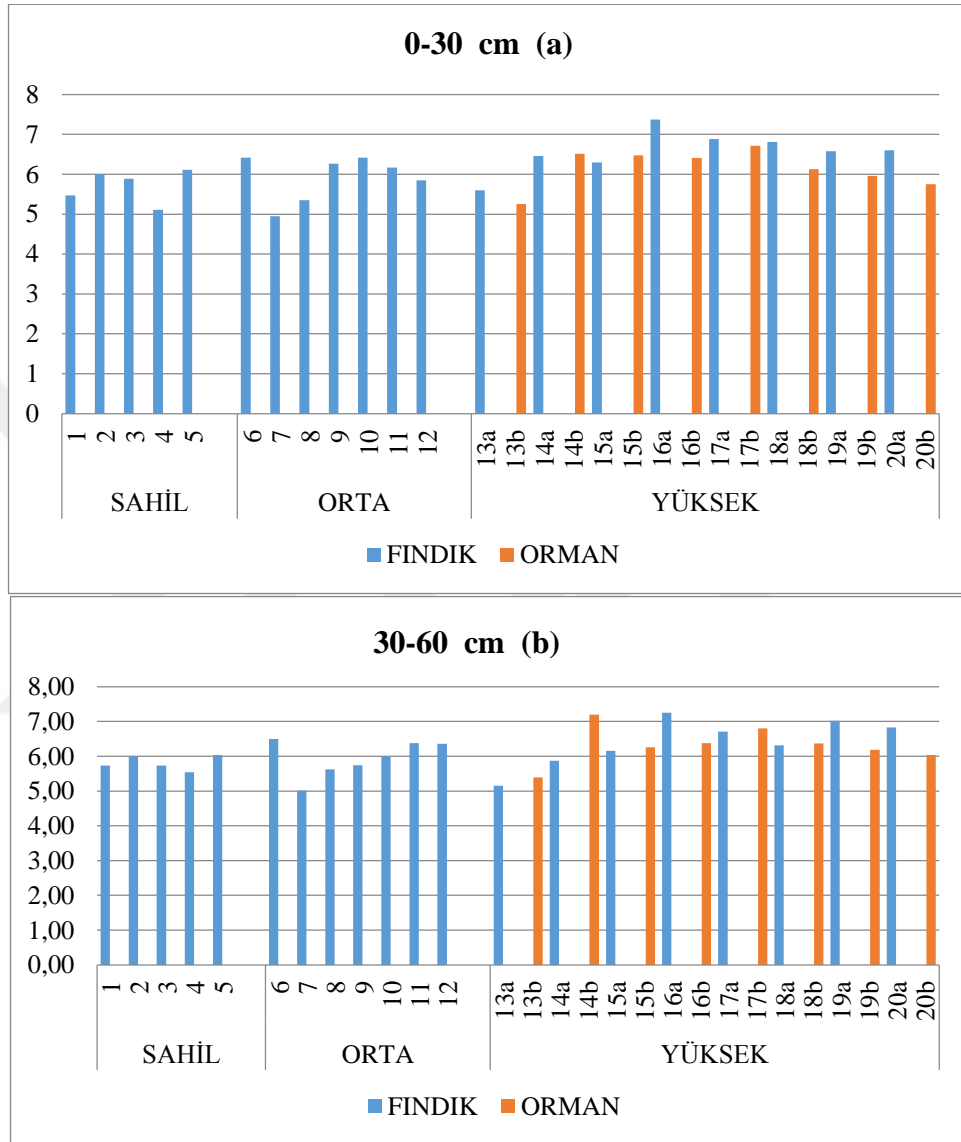 0-30 cm (a)
8
7
6
5
4
3
2
1
0
1 2 3 4 5 6 7 8 9 10 11 12 13a 13b 14a 14b 15a 15b 16a 16b 17a 17b 18a 18b 19a 19b 20a 20b
SAHİL ORTA YÜKSEK
FINDIK ORMAN
30-60 cm (b)
8,00
7,00
6,00
5,00
4,00
3,00
2,00
1,00
0,00
1 2 3 4 5 6 7 8 9 10 11 12 13a 13b 14a 14b 15a 15b 16a 16b 17a 17b 18a 18b 19a 19b 20a 20b
SAHİL ORTA YÜKSEK
FINDIK ORMAN